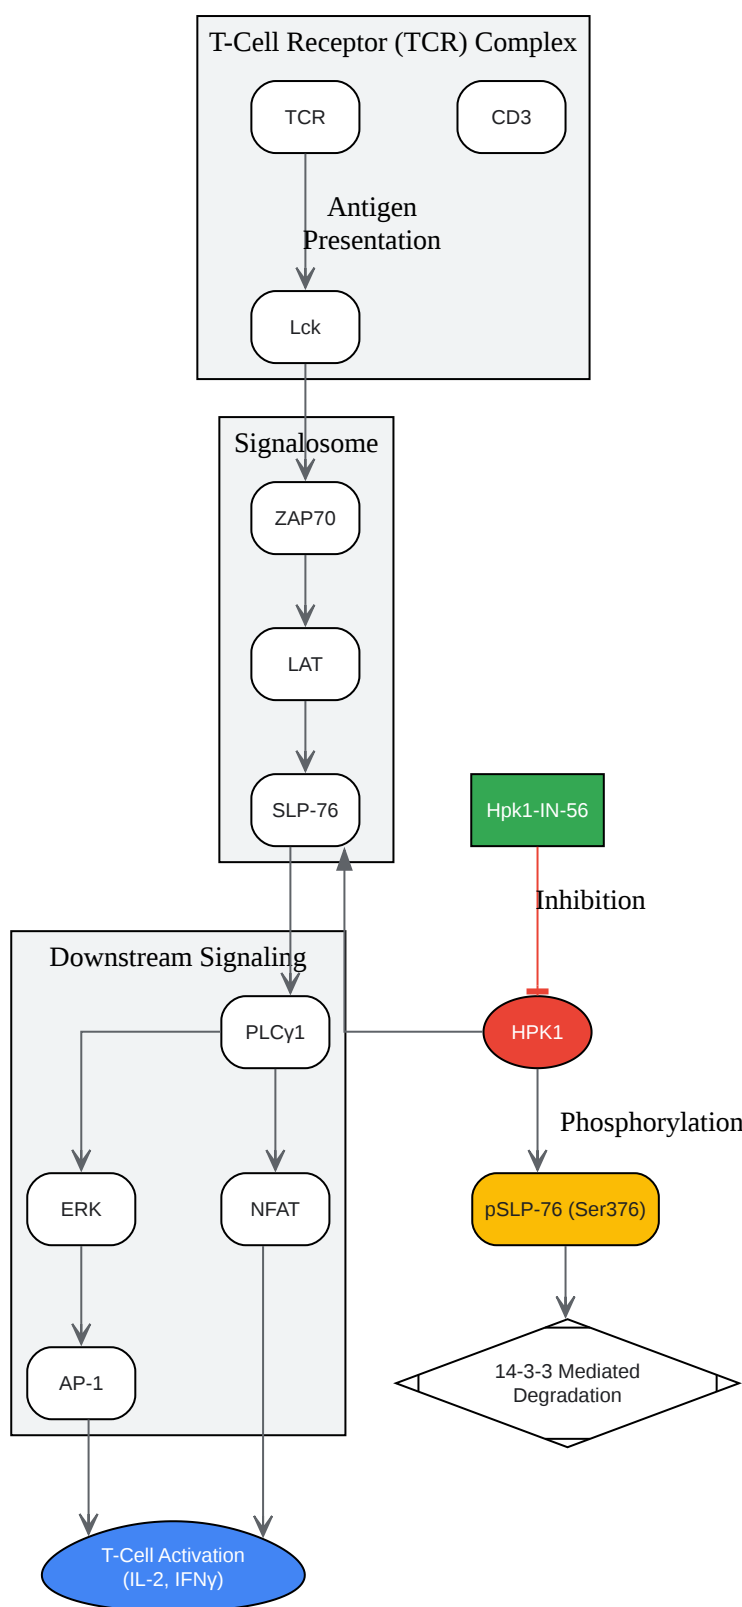 T-Cell Receptor (TCR) Complex
TCR
CD3
Antigen
Presentation
Lck
Signalosome
ZAP70
LAT
SLP-76
Hpk1-IN-56
Inhibition
Downstream Signaling
PLCγ1
HPK1
Phosphorylation
ERK
NFAT
pSLP-76 (Ser376)
AP-1
14-3-3 Mediated
Degradation
T-Cell Activation
(IL-2, IFNγ)